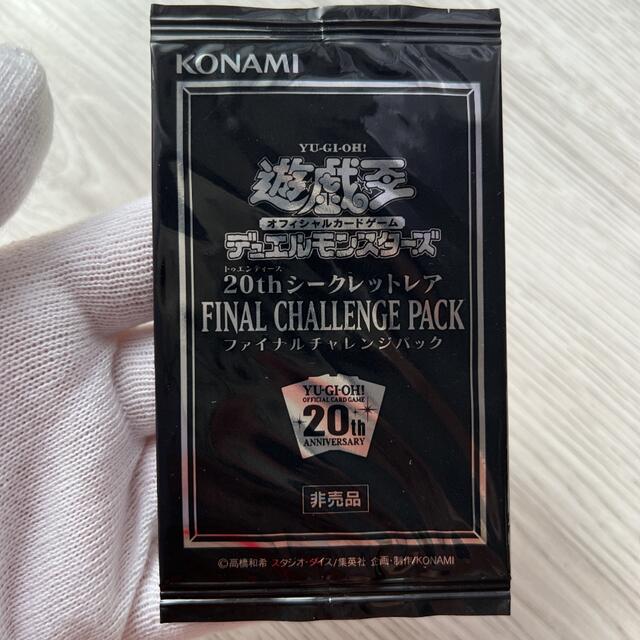 KONAMI
YU-GI-OH!
遊戯王
オフィシャルカードゲーム
デュエルモンスターズ
トゥエンティース
20thシークレットレア
FINAL CHALLENGE PACK
ファイナルチャレンジパック
YU-GI-OH!
OFFICIAL CARD GAME
20th
ANNIVERSARY
非売品
©高橋和希 スタジオ・ダイス/集英社 企画・制作/KONAMI